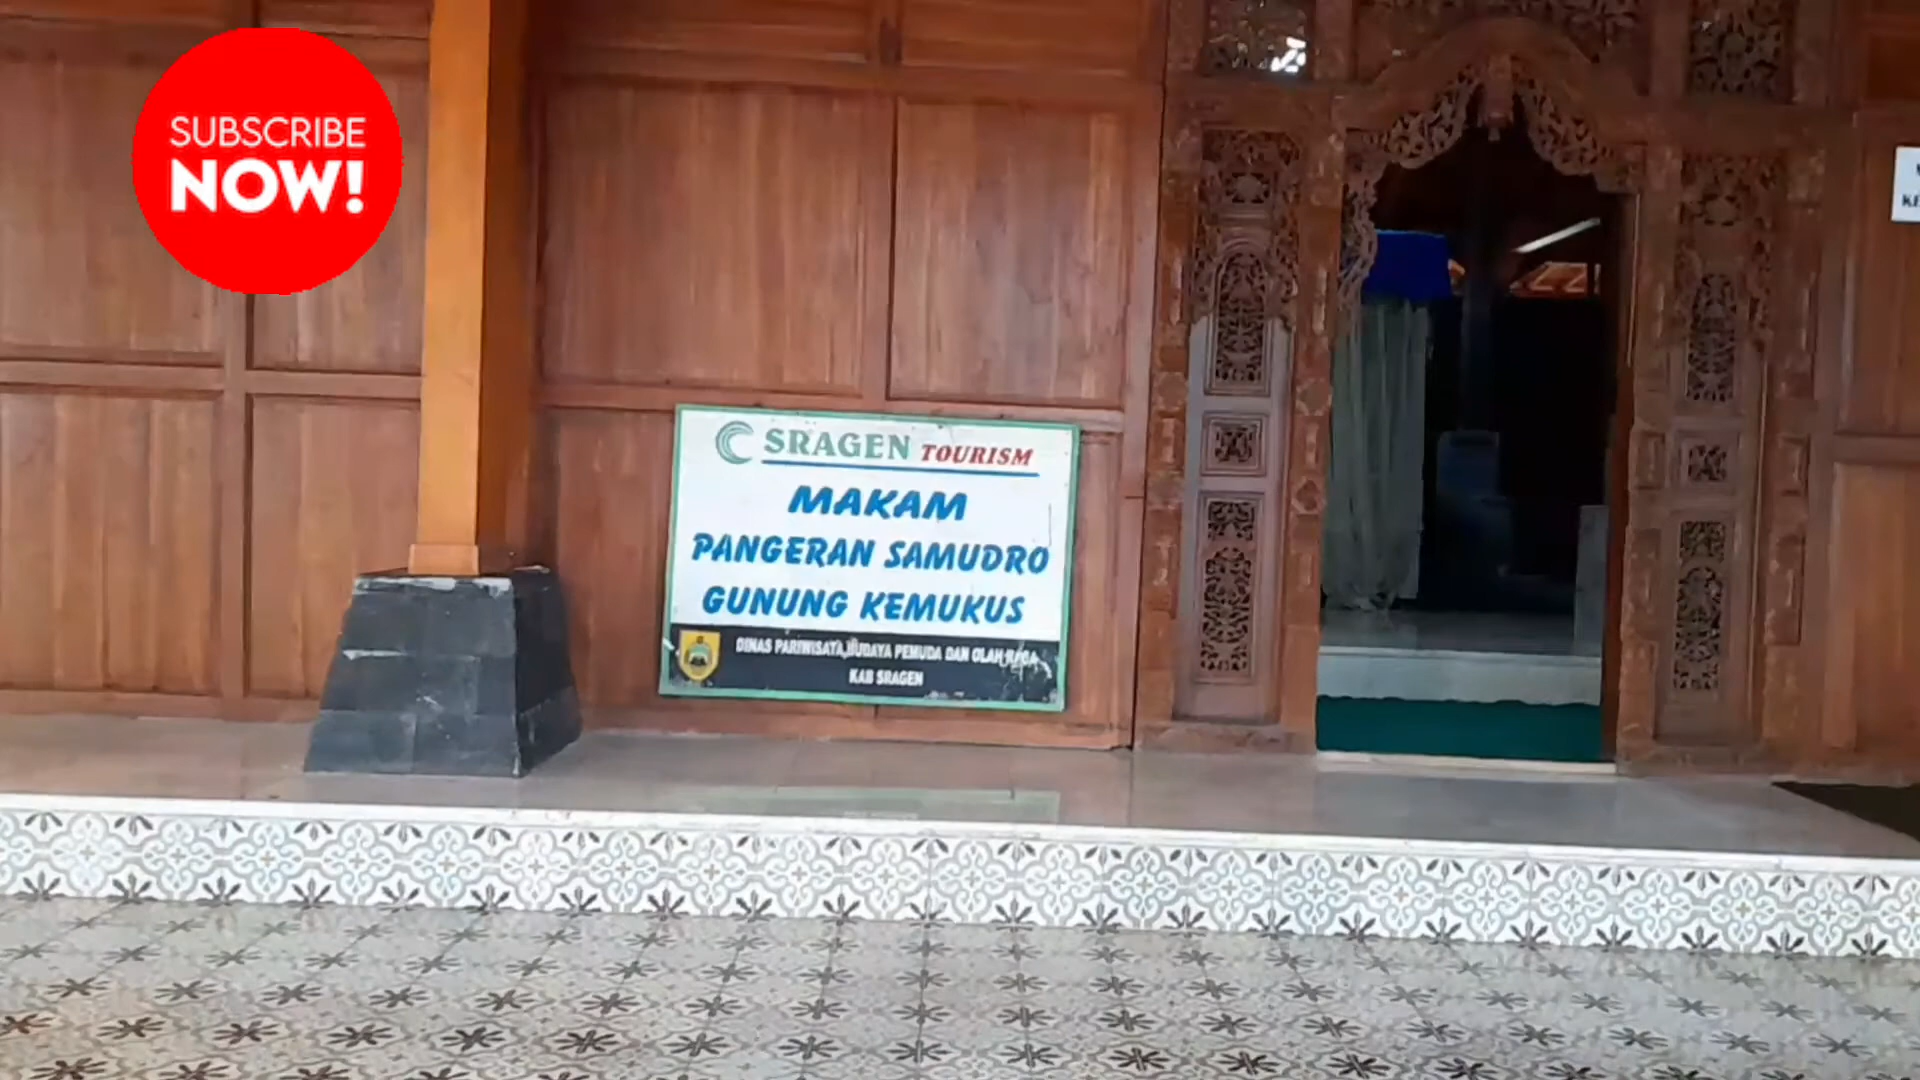 SUBSCRIBE
NOW!
SRAGEN TOURISM
MAKAM
PANGERAN SAMUDRO
GUNUNG KEMUKUS
DINAS PARIWISATA,BUDAYA PEMUDA DAN OLAH RAGA
KAB SRAGEN